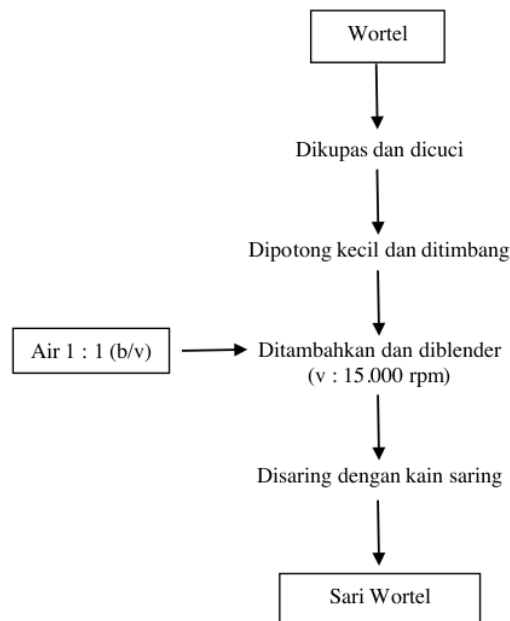 Wortel
Dikupas dan dicuci
Dipotong kecil dan ditimbang
Air 1 : 1 (b/v)
Ditambahkan dan diblender
(v : 15.000 rpm)
Disaring dengan kain saring
Sari Wortel